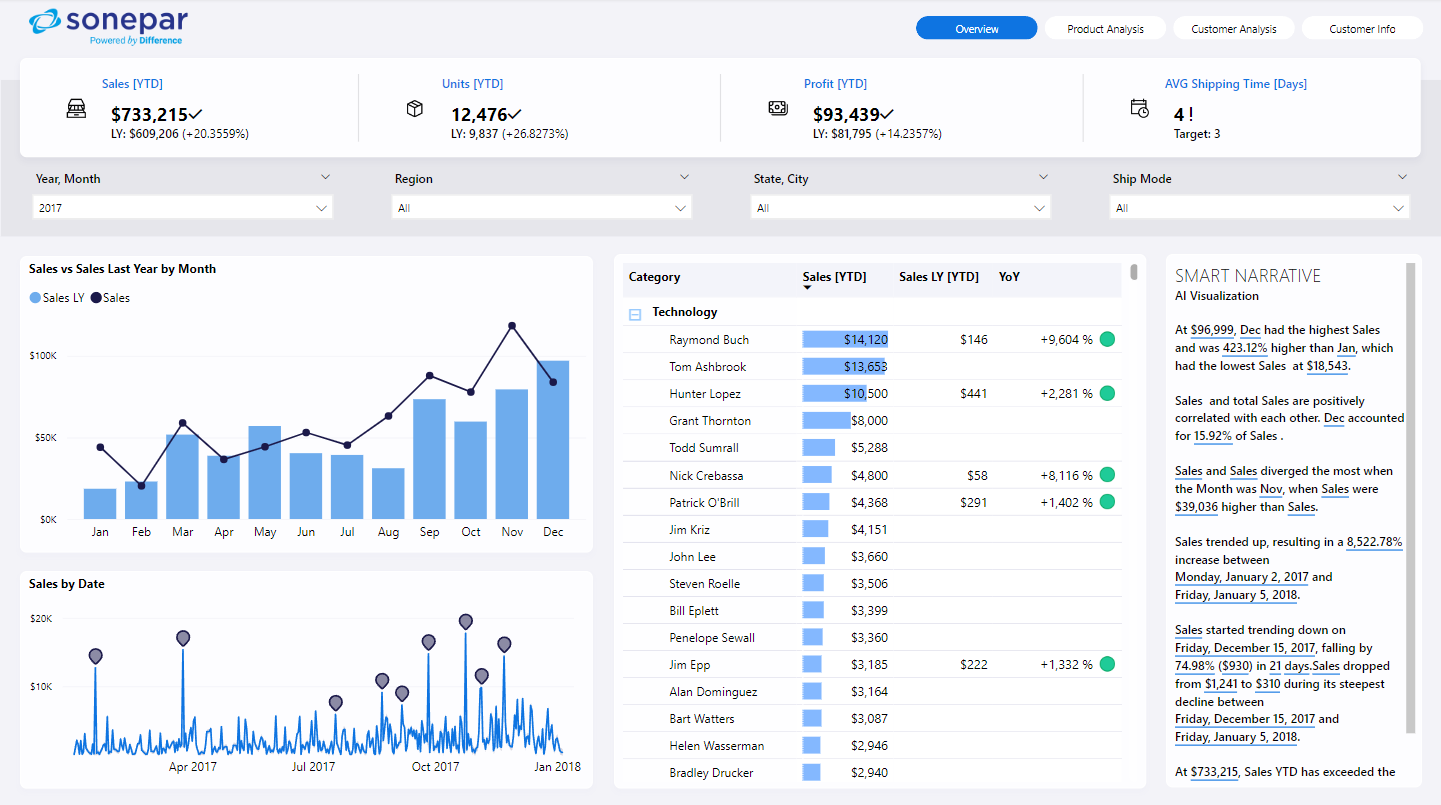 sonepar
Powered by Difference
Overview
Product Analysis
Customer Analysis
Customer Info
Sales [YTD]
$733,215
LY: $609,206 (+20.3559%)
Units [YTD]
12,476
LY: 9,837 (+26.8273%)
Profit [YTD]
$93,439
LY: $81,795 (+14.2357%)
AVG Shipping Time [Days]
4 !
Target: 3
Year, Month
2017
Region
All
State, City
All
Ship Mode
All
Sales vs Sales Last Year by Month
Sales LY Sales
$100K
$50K
$0K
Jan Feb Mar Apr May Jun Jul Aug Sep Oct Nov Dec
Sales by Date
$20K
$10K
Apr 2017 Jul 2017 Oct 2017 Jan 2018
Category Sales [YTD] Sales LY [YTD] YoY
Technology
Raymond Buch $14,120 $146 +9,604 %
Tom Ashbrook $13,653
Hunter Lopez $10,500 $441 +2,281 %
Grant Thornton $8,000
Todd Sumrall $5,288
Nick Crebassa $4,800 $58 +8,116 %
Patrick O'Brill $4,368 $291 +1,402 %
Jim Kriz $4,151
John Lee $3,660
Steven Roelle $3,506
Bill Eplett $3,399
Penelope Sewall $3,360
Jim Epp $3,185 $222 +1,332 %
Alan Dominguez $3,164
Bart Watters $3,087
Helen Wasserman $2,946
Bradley Drucker $2,940
SMART NARRATIVE
AI Visualization
At $96,999, Dec had the highest Sales
and was 423.12% higher than Jan, which
had the lowest Sales at $18,543.
Sales and total Sales are positively
correlated with each other. Dec accounted
for 15.92% of Sales .
Sales and Sales diverged the most when
the Month was Nov, when Sales were
$39,036 higher than Sales.
Sales trended up, resulting in a 8,522.78%
increase between
Monday, January 2, 2017 and
Friday, January 5, 2018.
Sales started trending down on
Friday, December 15, 2017, falling by
74.98% ($930) in 21 days.Sales dropped
from $1,241 to $310 during its steepest
decline between
Friday, December 15, 2017 and
Friday, January 5, 2018.
At $733,215, Sales YTD has exceeded the